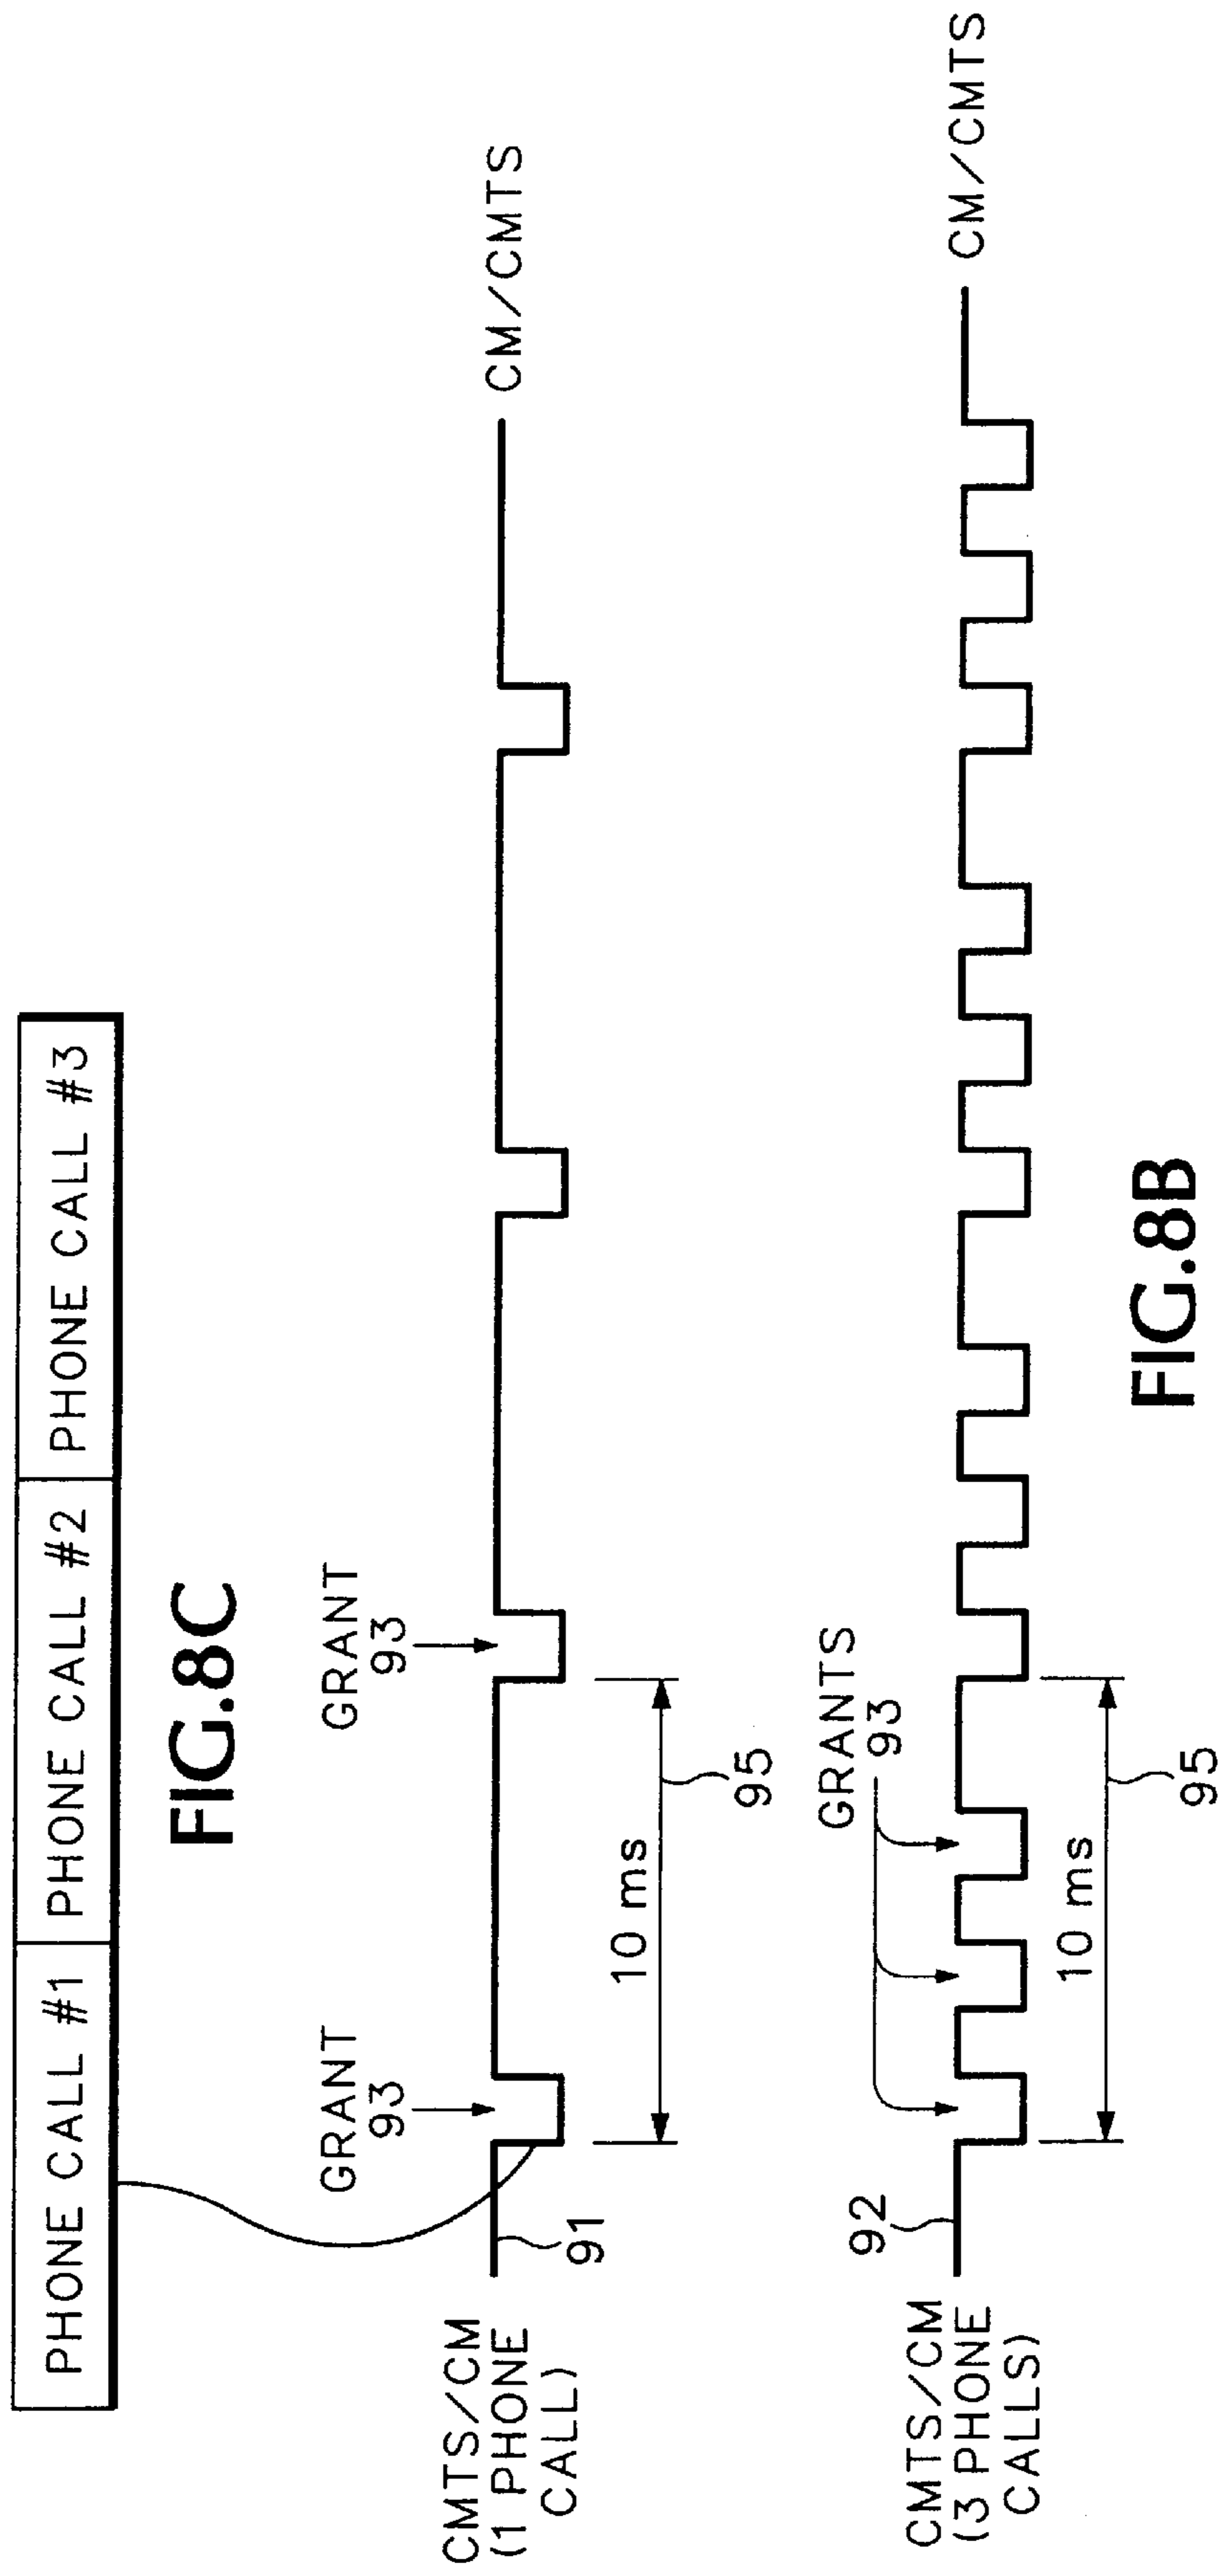 PHONE CALL #1 PHONE CALL #2 PHONE CALL #3
FIG.8C
GRANT
93
GRANT
93
CMTS/CM
(1 PHONE
CALL)
91
CM/CMTS
10 ms
95
GRANTS
93
92
CMTS/CM
(3 PHONE
CALLS)
CM/CMTS
10 ms
95
FIG.8B